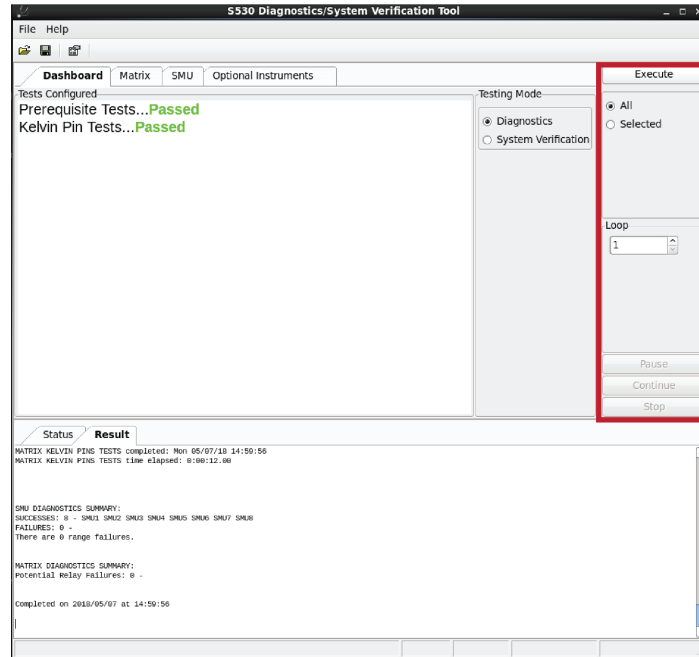 S530 Diagnostics/System Verification Tool
File Help
Dashboard Matrix SMU Optional Instruments
Execute
Tests Configured
Prerequisite Tests...Passed
Kelvin Pin Tests...Passed
Testing Mode
Diagnostics
System Verification
All
Selected
Loop
1
Pause
Continue
Stop
Status Result
MATRIX KELVIN PINS TESTS completed: Mon 05/07/18 14:59:56
MATRIX KELVIN PINS TESTS time elapsed: 0:00:12.00
SMU DIAGNOSTICS SUMMARY:
SUCCESSES: 8 - SMU1 SMU2 SMU3 SMU4 SMU5 SMU6 SMU7 SMU8
FAILURES: 0 -
There are 0 range failures.
MATRIX DIAGNOSTICS SUMMARY:
Potential Relay Failures: 0 -
Completed on 2018/05/07 at 14:59:56